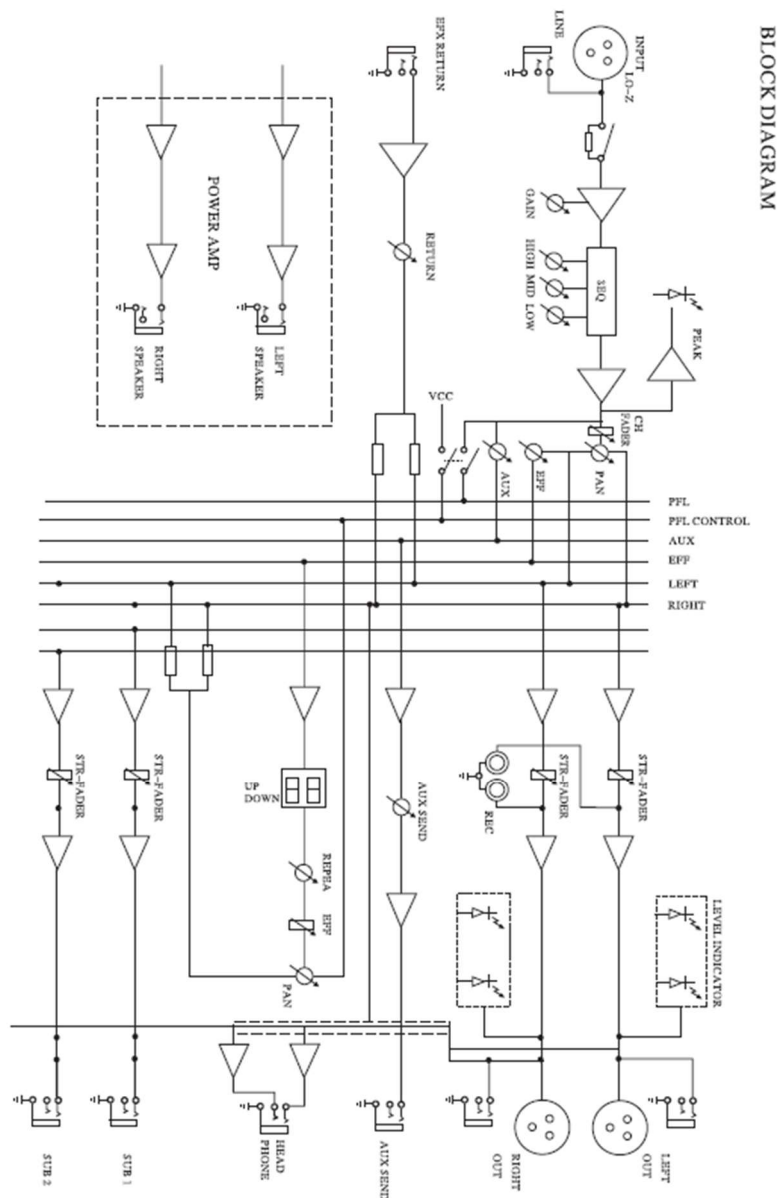 BLOCK DIAGRAM
INPUT
LO-Z
LINE
GAIN
HIGH MID LOW
SEQ
PEAK
CH
FADER
PAN
EFF
AUX
VCC
EFX RETURN
RETURN
POWER AMP
LEFT
SPEAKER
RIGHT
SPEAKER
PFL
PFL CONTROL
AUX
EFF
LEFT
RIGHT
STR-FADER
STR-FADER
REC
AUX SEND
UP
DOWN
REPEA
EFF
PAN
STR-FADER
STR-FADER
LEVEL INDICATOR
LEFT
OUT
RIGHT
OUT
AUX SEND
HEAD
PHONE
SUB 1
SUB 2